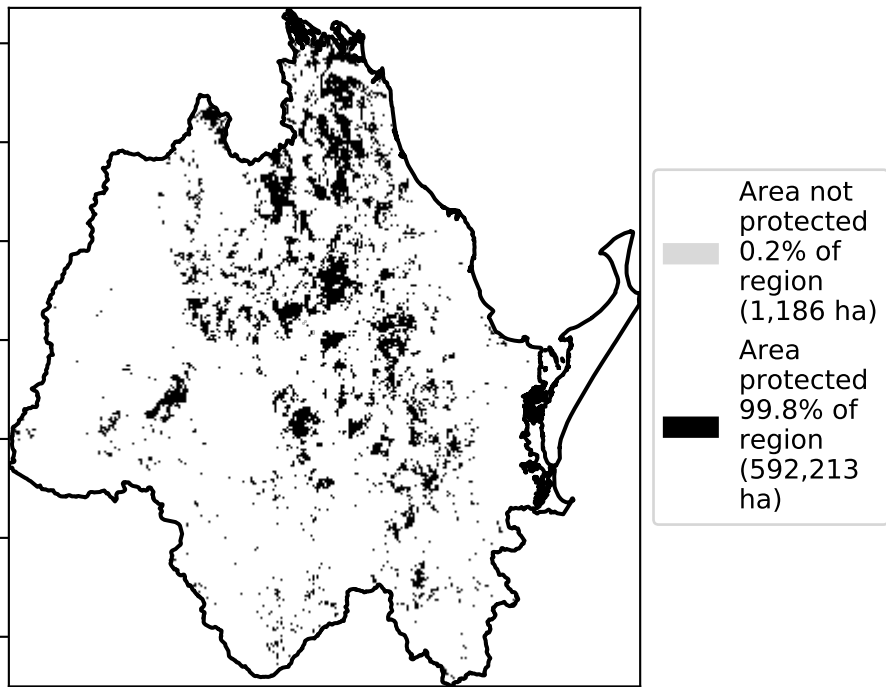 Area not
protected
0.2% of
region
(1,186 ha)
Area
protected
99.8% of
region
(592,213
ha)